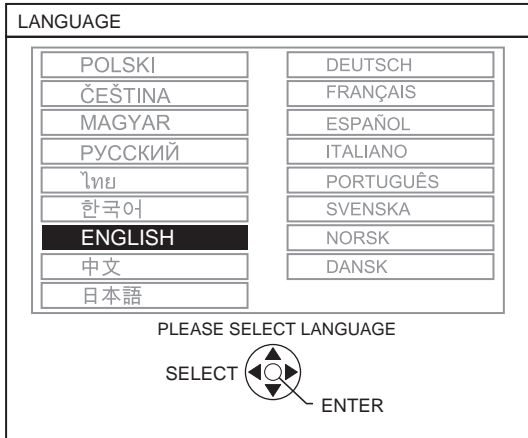 LANGUAGE
POLSKI
ČEŠTINA
MAGYAR
РУССКИЙ
ไทย
한국어
ENGLISH
中文
日本語
DEUTSCH
FRANÇAIS
ESPAÑOL
ITALIANO
PORTUGUÊS
SVENSKA
NORSK
DANSK
PLEASE SELECT LANGUAGE
SELECT
ENTER